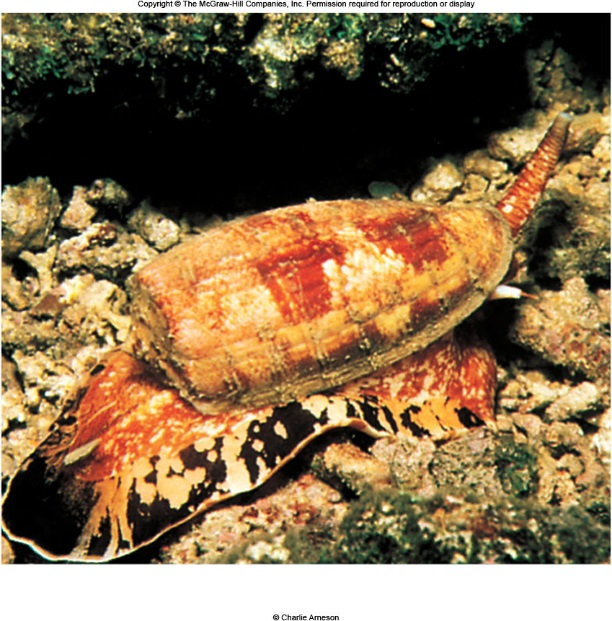 Copyright © The McGraw-Hill Companies, Inc. Permission required for reproduction or display
© Charlie Arneson